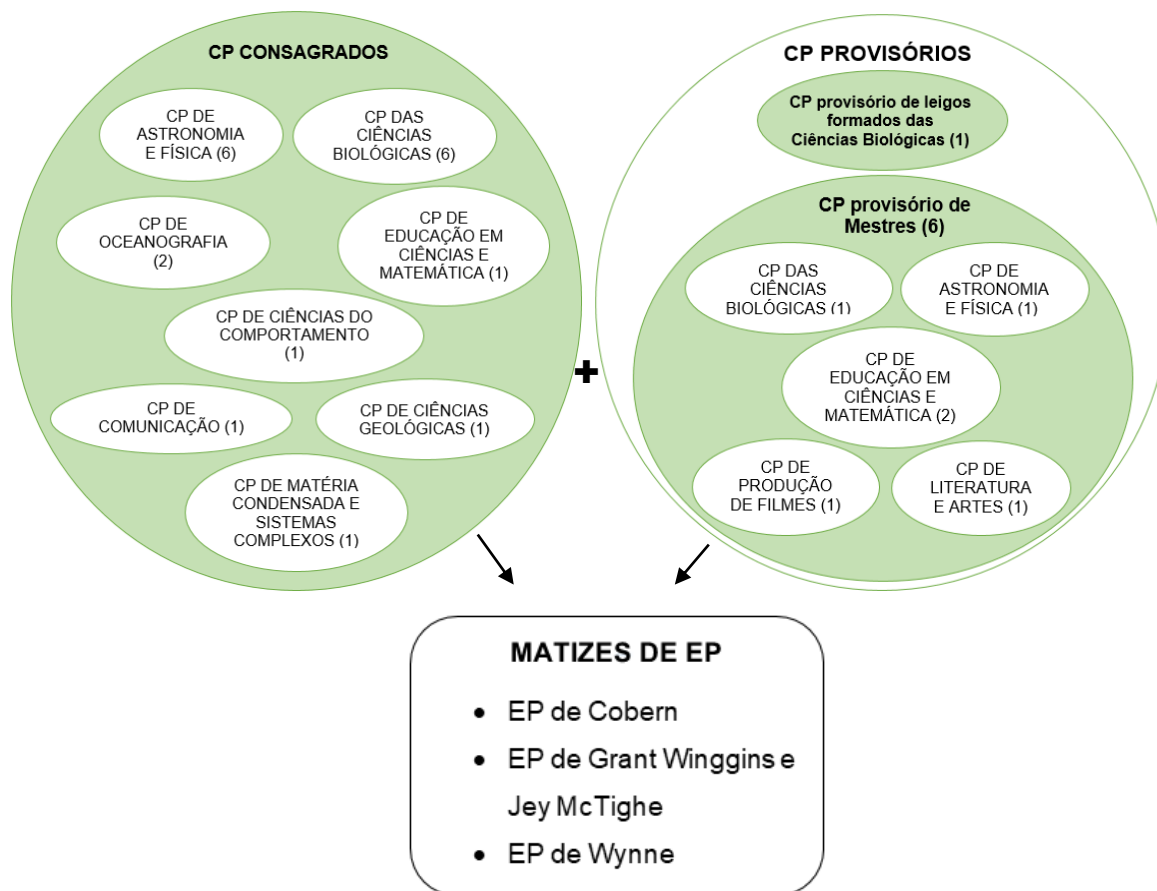 CP CONSAGRADOS
CP DE
ASTRONOMIA
E FÍSICA (6)
CP DAS
CIÊNCIAS
BIOLÓGICAS (6)
CP DE
OCEANOGRAFIA
(2)
CP DE
EDUCAÇÃO EM
CIÊNCIAS E
MATEMÁTICA (1)
CP DE CIÊNCIAS DO
COMPORTAMENTO
(1)
CP DE
COMUNICAÇÃO (1)
CP DE CIÊNCIAS
GEOLÓGICAS (1)
CP DE MATÉRIA
CONDENSADA E
SISTEMAS
COMPLEXOS (1)
+
CP PROVISÓRIOS
CP provisório de leigos
formados das
Ciências Biológicas (1)
CP provisório de
Mestres (6)
CP DAS
CIÊNCIAS
BIOLÓGICAS (1)
CP DE
ASTRONOMIA
E FÍSICA (1)
CP DE
EDUCAÇÃO EM
CIÊNCIAS E
MATEMÁTICA (2)
CP DE
PRODUÇÃO
DE FILMES (1)
CP DE
LITERATURA
E ARTES (1)
MATIZES DE EP
• EP de Cobern
• EP de Grant Winggins e
Jey McTighe
• EP de Wynne